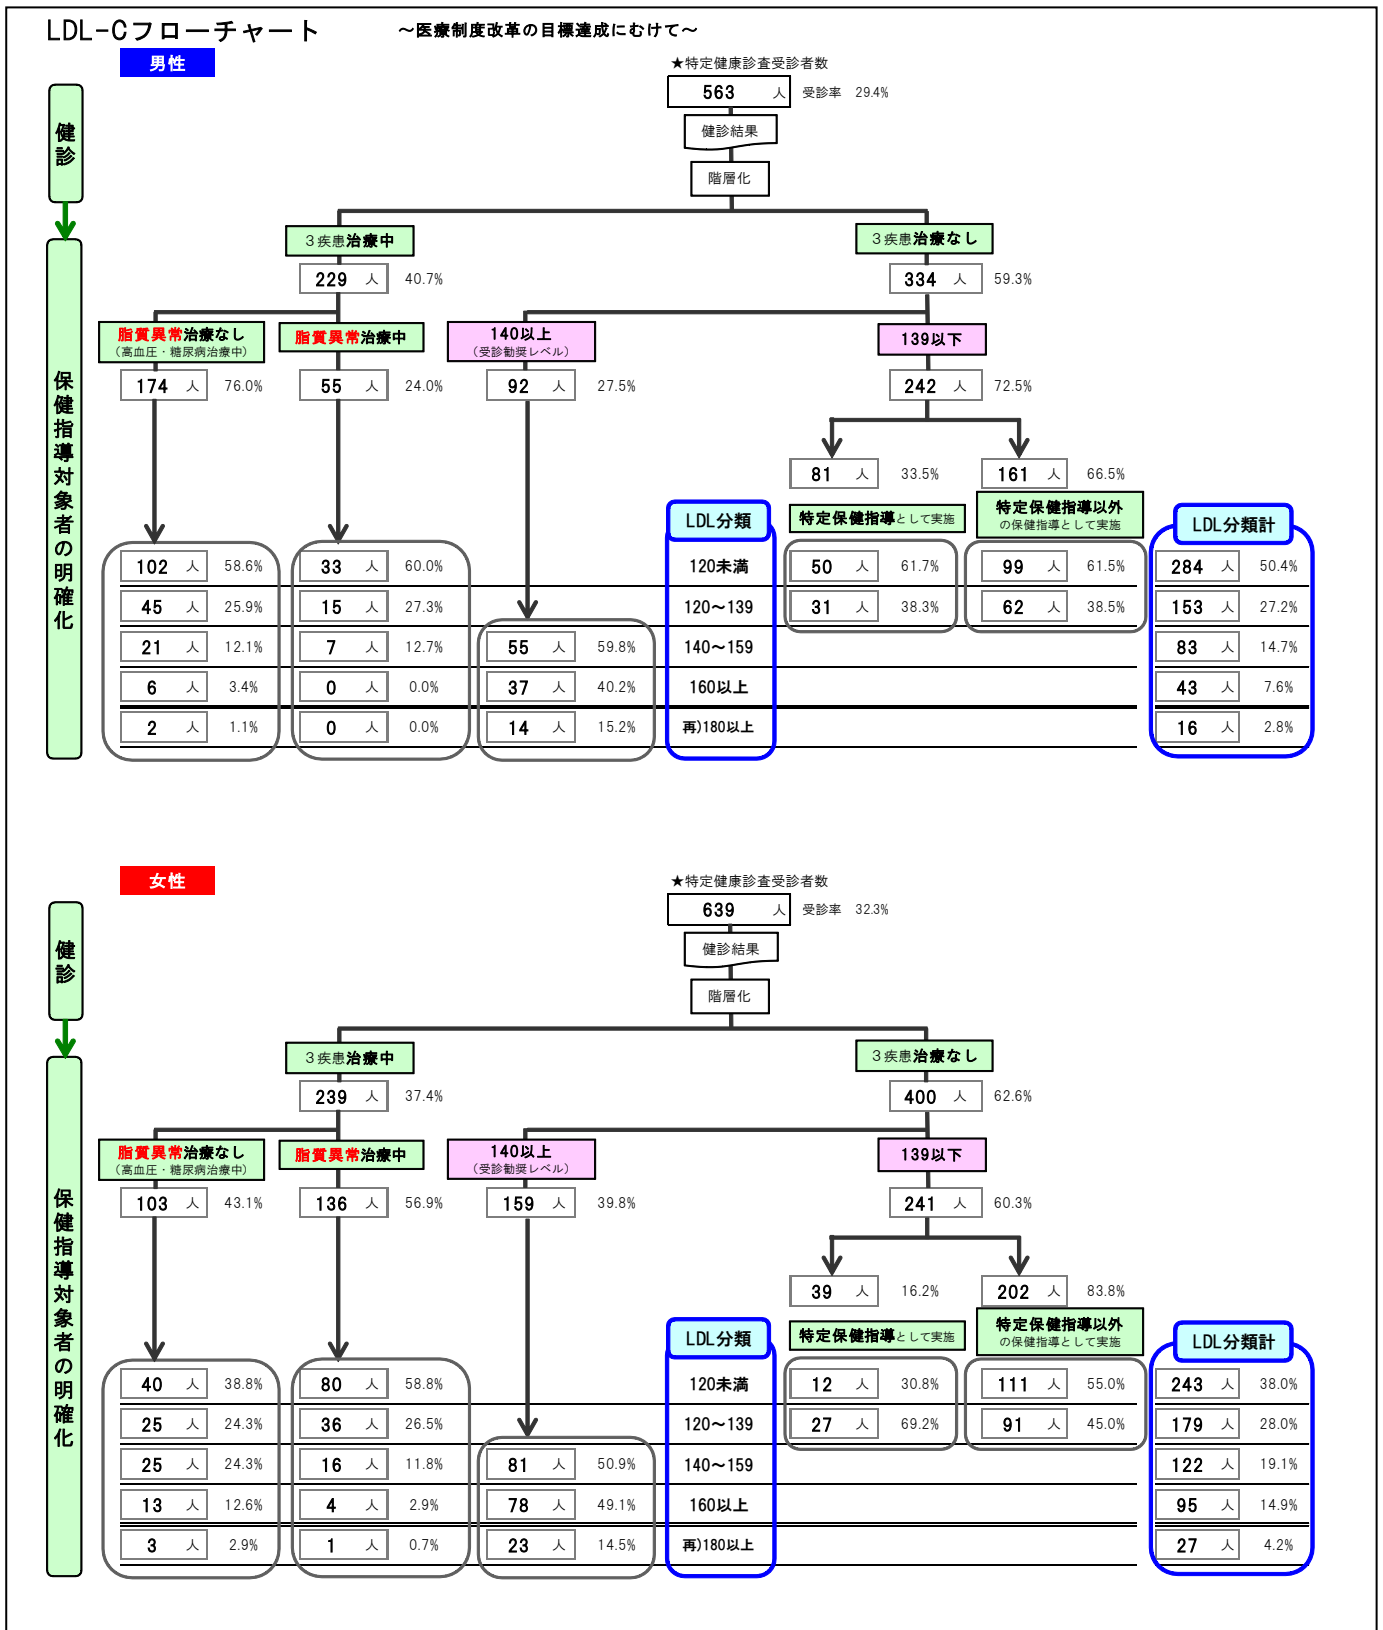 LDL-Cフローチャート ～医療制度改革の目標達成にむけて～
男性
★特定健康診査受診者数
563 人 受診率 29.4%
健診
健診結果
階層化
3疾患治療中 3疾患治療なし
229 人 40.7% 334 人 59.3%
脂質異常治療なし 脂質異常治療中 140以上 139以下
（高血圧・糖尿病治療中） （受診勧奨レベル）
174 人 76.0% 55 人 24.0% 92 人 27.5% 242 人 72.5%
保健指導対象者の明確化
81 人 33.5% 161 人 66.5%
LDL分類 特定保健指導として実施 特定保健指導以外の保健指導として実施 LDL分類計
102 人 58.6% 33 人 60.0% 120未満 50 人 61.7% 99 人 61.5% 284 人 50.4%
45 人 25.9% 15 人 27.3% 120～139 31 人 38.3% 62 人 38.5% 153 人 27.2%
21 人 12.1% 7 人 12.7% 55 人 59.8% 140～159 83 人 14.7%
6 人 3.4% 0 人 0.0% 37 人 40.2% 160以上 43 人 7.6%
2 人 1.1% 0 人 0.0% 14 人 15.2% 再)180以上 16 人 2.8%
女性
★特定健康診査受診者数
639 人 受診率 32.3%
健診
健診結果
階層化
3疾患治療中 3疾患治療なし
239 人 37.4% 400 人 62.6%
脂質異常治療なし 脂質異常治療中 140以上 139以下
（高血圧・糖尿病治療中） （受診勧奨レベル）
103 人 43.1% 136 人 56.9% 159 人 39.8% 241 人 60.3%
保健指導対象者の明確化
39 人 16.2% 202 人 83.8%
LDL分類 特定保健指導として実施 特定保健指導以外の保健指導として実施 LDL分類計
40 人 38.8% 80 人 58.8% 120未満 12 人 30.8% 111 人 55.0% 243 人 38.0%
25 人 24.3% 36 人 26.5% 120～139 27 人 69.2% 91 人 45.0% 179 人 28.0%
25 人 24.3% 16 人 11.8% 81 人 50.9% 140～159 122 人 19.1%
13 人 12.6% 4 人 2.9% 78 人 49.1% 160以上 95 人 14.9%
3 人 2.9% 1 人 0.7% 23 人 14.5% 再)180以上 27 人 4.2%